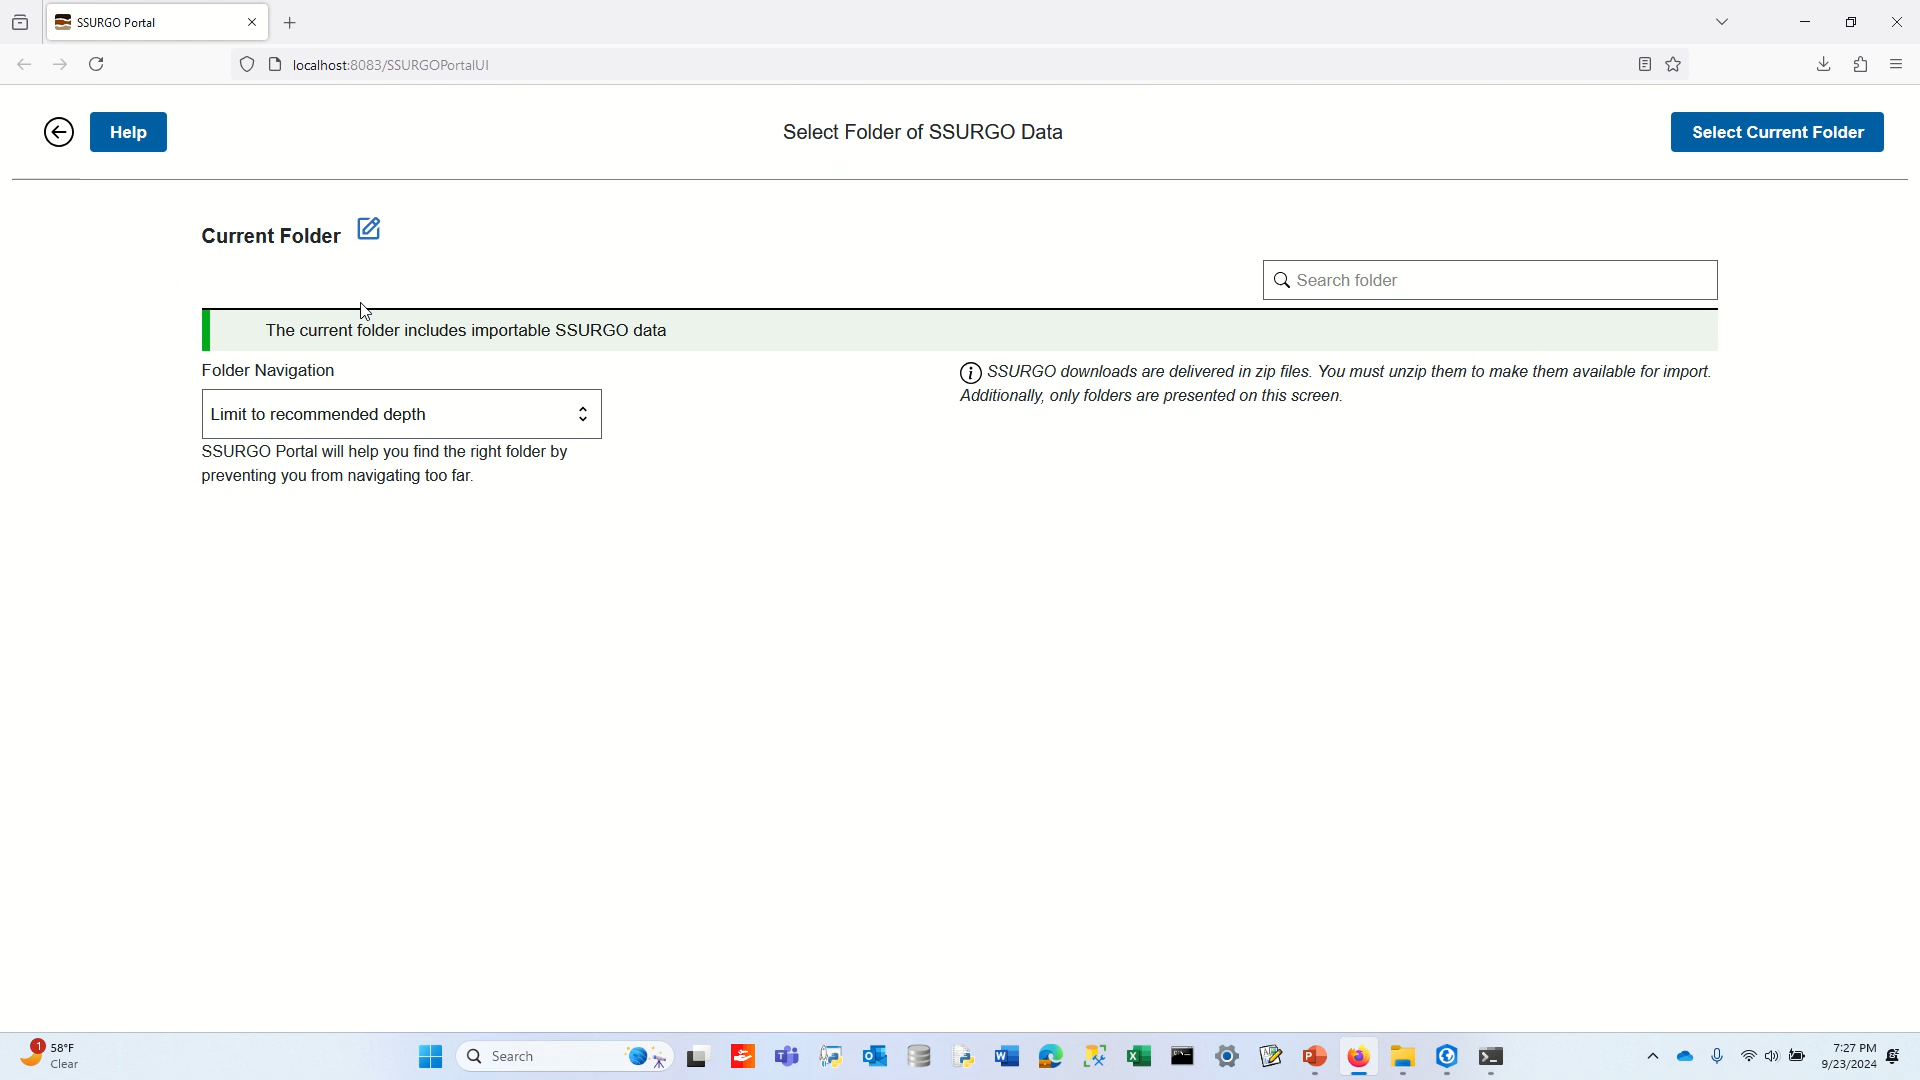 SSURGO Portal
localhost:8083/SSURGOPortalUI
Help
Select Folder of SSURGO Data
Select Current Folder
Current Folder
Search folder
The current folder includes importable SSURGO data
Folder Navigation
Limit to recommended depth
SSURGO Portal will help you find the right folder by
preventing you from navigating too far.
SSURGO downloads are delivered in zip files. You must unzip them to make them available for import.
Additionally, only folders are presented on this screen.
1
58°F
Clear
Search
7:27 PM
9/23/2024